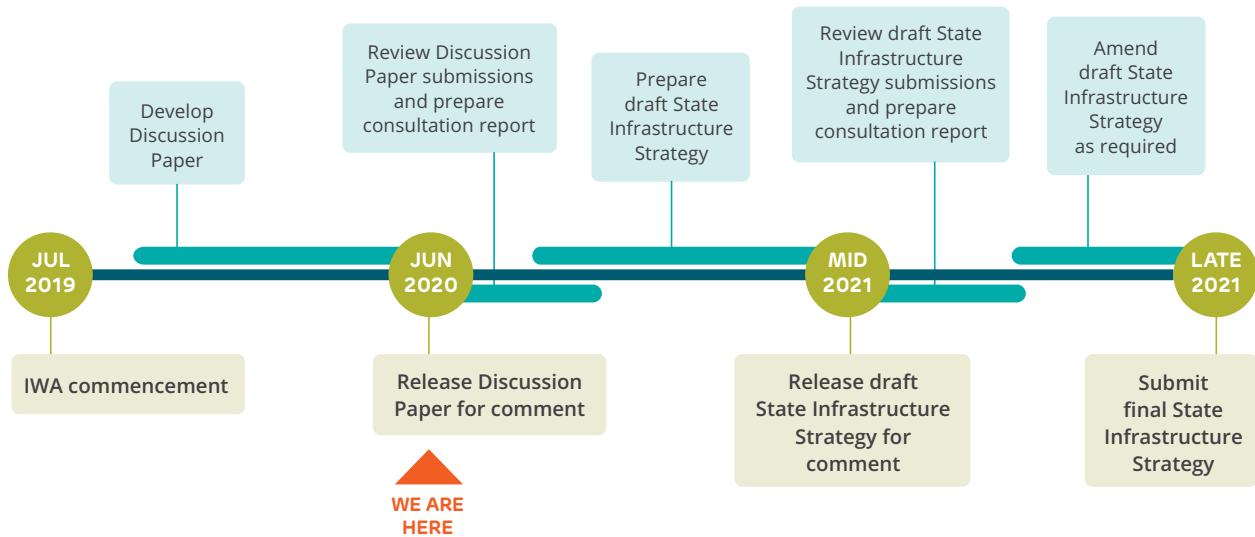 Develop
Discussion
Paper
Review Discussion
Paper submissions
and prepare
consultation report
Prepare
draft State
Infrastructure
Strategy
Review draft State
Infrastructure
Strategy submissions
and prepare
consultation report
Amend
draft State
Infrastructure
Strategy
as required
JUL
2019
JUN
2020
MID
2021
LATE
2021
IWA commencement
Release Discussion
Paper for comment
Release draft
State Infrastructure
Strategy for
comment
Submit
final State
Infrastructure
Strategy
WE ARE
HERE